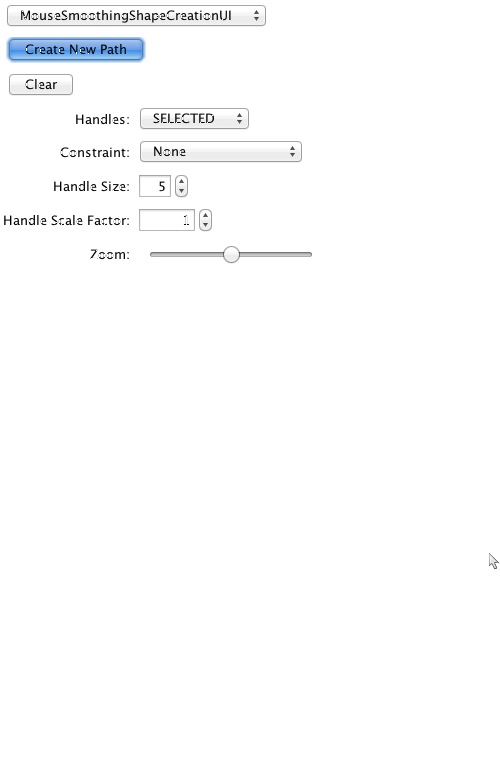 MouseSmoothingShapeCreationUI
Create New Path
Clear
Handles: SELECTED
Constraint: None
Handle Size: 5
Handle Scale Factor: 1
Zoom: